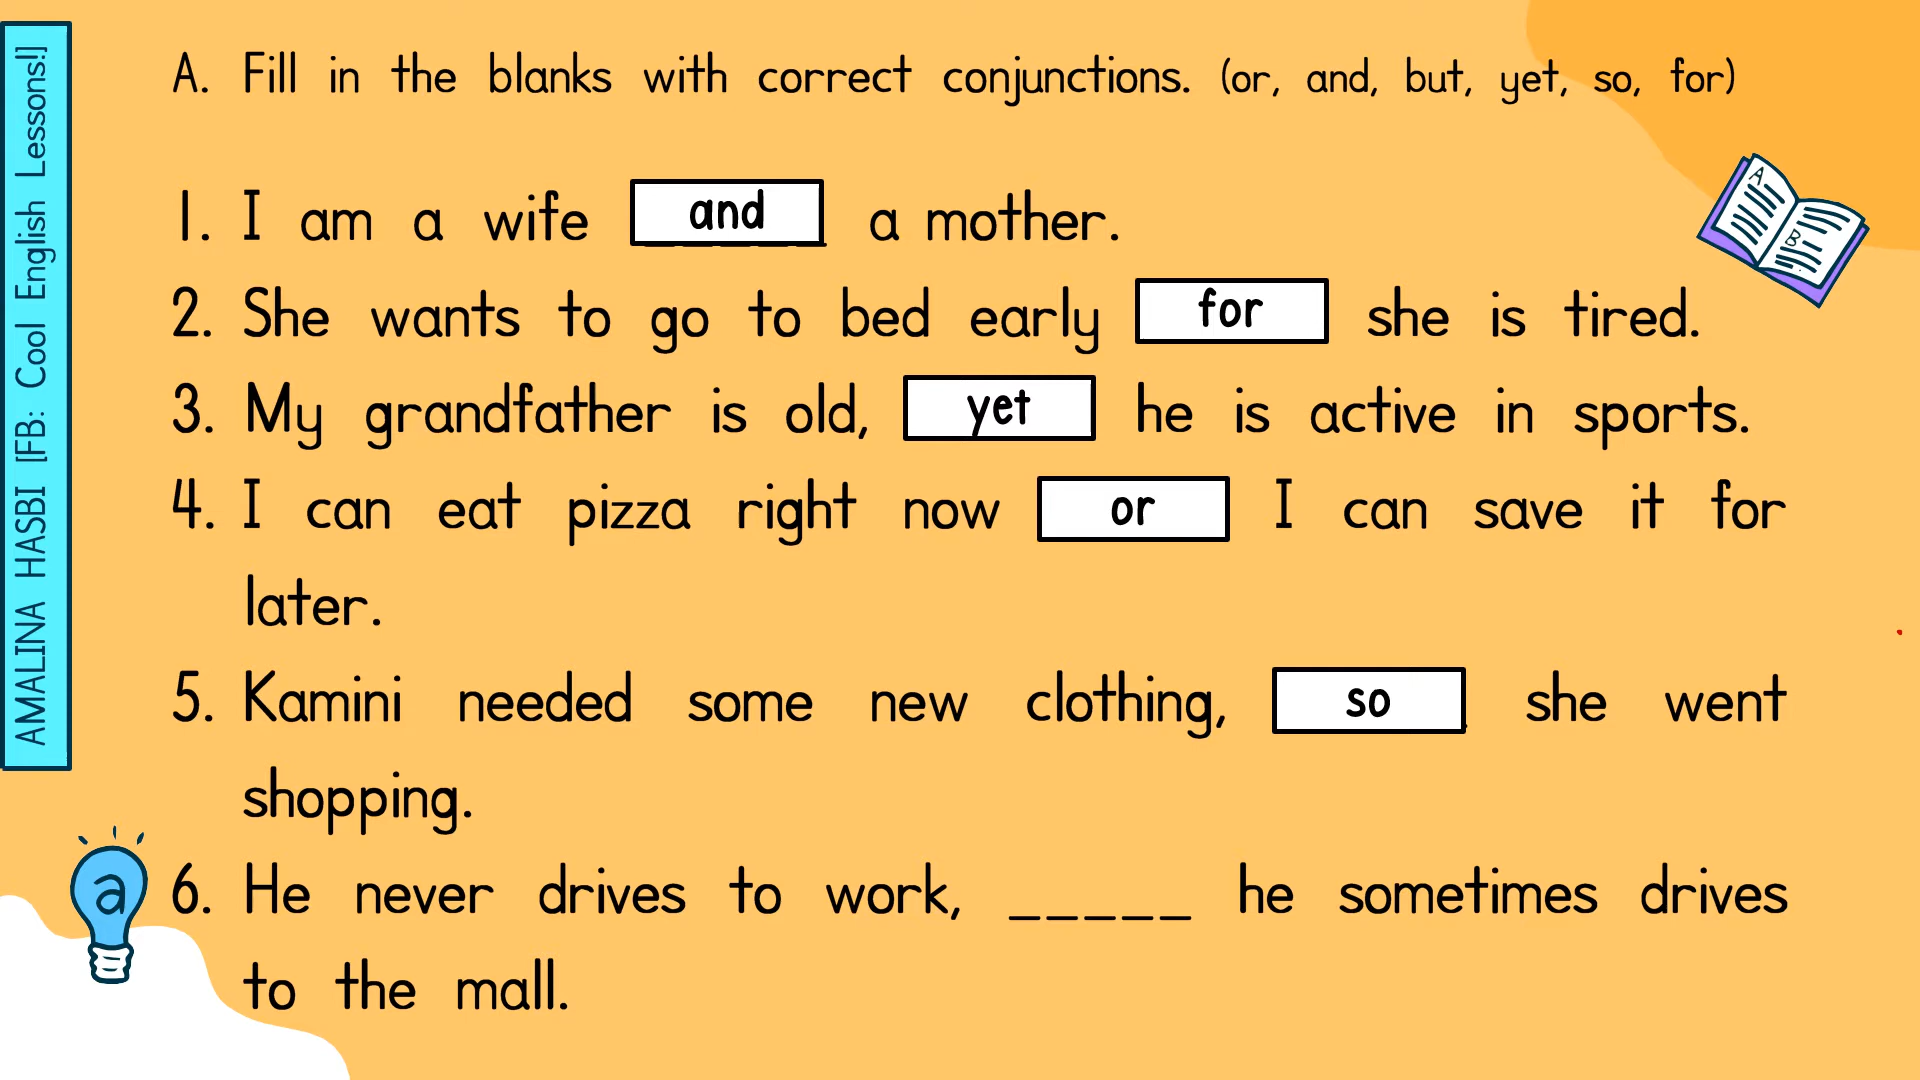 A. Fill in the blanks with correct conjunctions. (or, and, but, yet, so, for)
1. I am a wife and a mother.
2. She wants to go to bed early for she is tired.
3. My grandfather is old, yet he is active in sports.
4. I can eat pizza right now or I can save it for
later.
5. Kamini needed some new clothing, so she went
shopping.
6. He never drives to work, _____ he sometimes drives
to the mall.
AMALINA HASBI [FB: Cool English Lessons!]
A
B
a